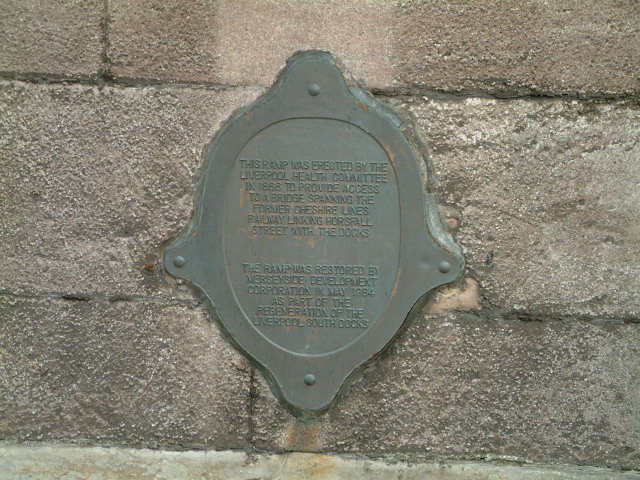 THIS RAMP WAS ERECTED BY THE
LIVERPOOL HEALTH COMMITTEE
IN 1866 TO PROVIDE ACCESS
TO A BRIDGE SPANNING THE
FORMER CHESHIRE LINES
RAILWAY LINKING HORSFALL
STREET WITH THE DOCKS
THE RAMP WAS RESTORED BY
MERSEYSIDE DEVELOPMENT
CORPORATION IN MAY 1984
AS PART OF THE
REGENERATION OF THE
LIVERPOOL SOUTH DOCKS